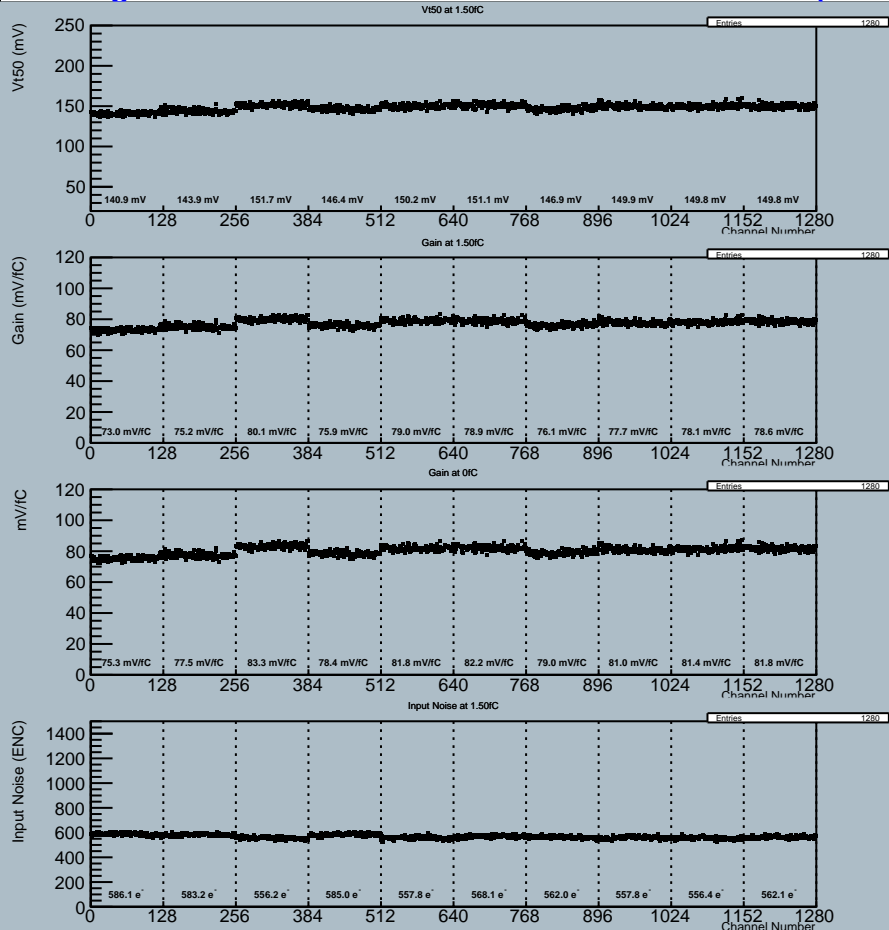 Vt50 at 1.50fC
Entries 1280
Vt50 (mV)
250
200
150
100
50
140.9 mV 143.9 mV 151.7 mV 146.4 mV 150.2 mV 151.1 mV 146.9 mV 149.9 mV 149.8 mV 149.8 mV
0 128 256 384 512 640 768 896 1024 1152 1280
Channel Number
Gain at 1.50fC
Entries 1280
Gain (mV/fC)
120
100
80
60
40
20
0
73.0 mV/fC 75.2 mV/fC 80.1 mV/fC 75.9 mV/fC 79.0 mV/fC 78.9 mV/fC 76.1 mV/fC 77.7 mV/fC 78.1 mV/fC 78.6 mV/fC
0 128 256 384 512 640 768 896 1024 1152 1280
Channel Number
Gain at 0fC
Entries 1280
mV/fC
120
100
80
60
40
20
0
75.3 mV/fC 77.5 mV/fC 83.3 mV/fC 78.4 mV/fC 81.8 mV/fC 82.2 mV/fC 79.0 mV/fC 81.0 mV/fC 81.4 mV/fC 81.8 mV/fC
0 128 256 384 512 640 768 896 1024 1152 1280
Channel Number
Input Noise at 1.50fC
Entries 1280
Input Noise (ENC)
1400
1200
1000
800
600
400
200
0
586.1 e⁻ 583.2 e⁻ 556.2 e⁻ 585.0 e⁻ 557.8 e⁻ 568.1 e⁻ 562.0 e⁻ 557.8 e⁻ 556.4 e⁻ 562.1 e⁻
0 128 256 384 512 640 768 896 1024 1152 1280
Channel Number